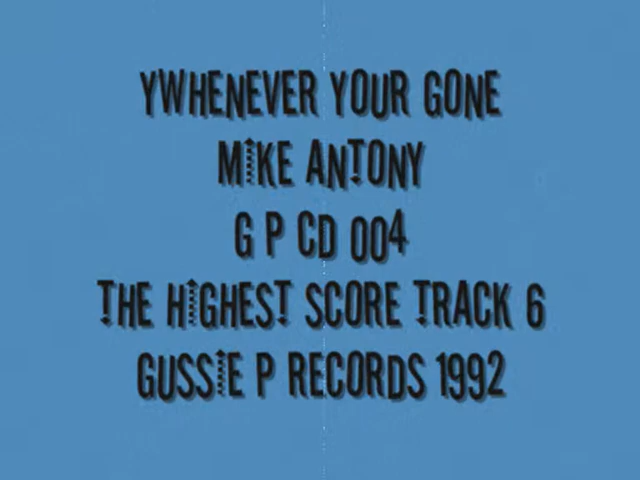 YWHENEVER YOUR GONE
MIKE ANTONY
G P CD 004
THE HIGHEST SCORE TRACK 6
GUSSIE P RECORDS 1992